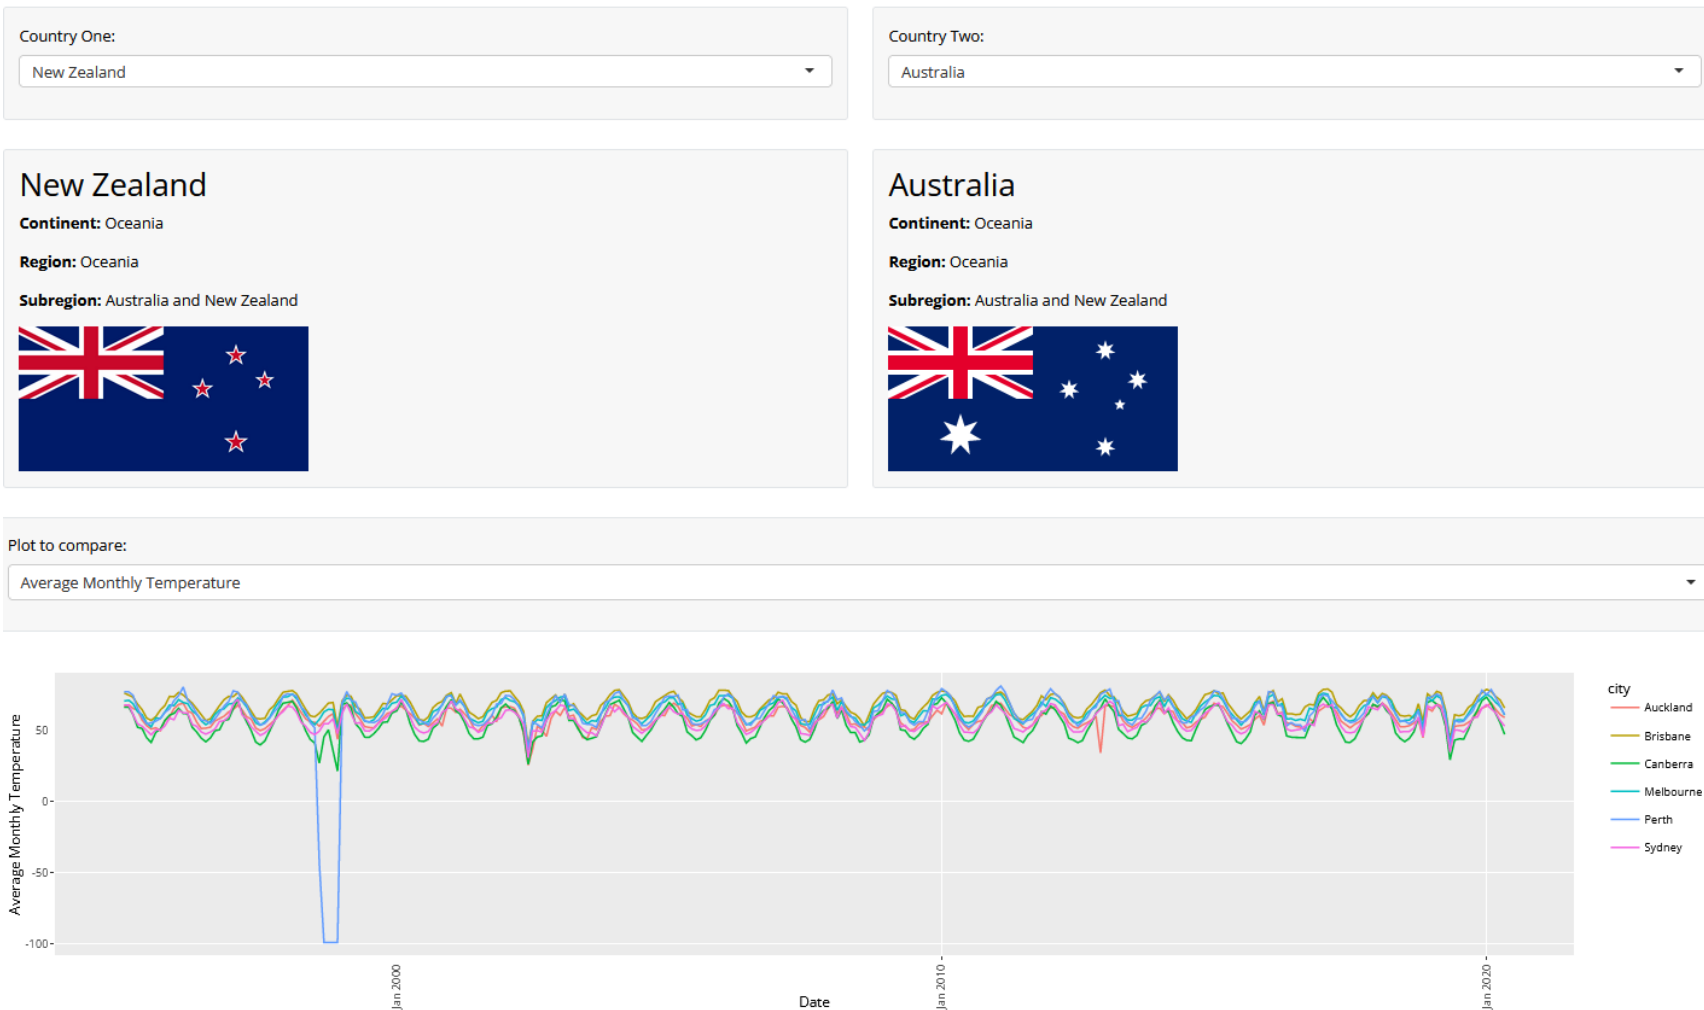 Country One:
New Zealand
Country Two:
Australia
New Zealand
Continent: Oceania
Region: Oceania
Subregion: Australia and New Zealand
Australia
Continent: Oceania
Region: Oceania
Subregion: Australia and New Zealand
Plot to compare:
Average Monthly Temperature
Average Monthly Temperature
50
0
-50
-100
Jan 2000
Jan 2010
Jan 2020
Date
city
Auckland
Brisbane
Canberra
Melbourne
Perth
Sydney